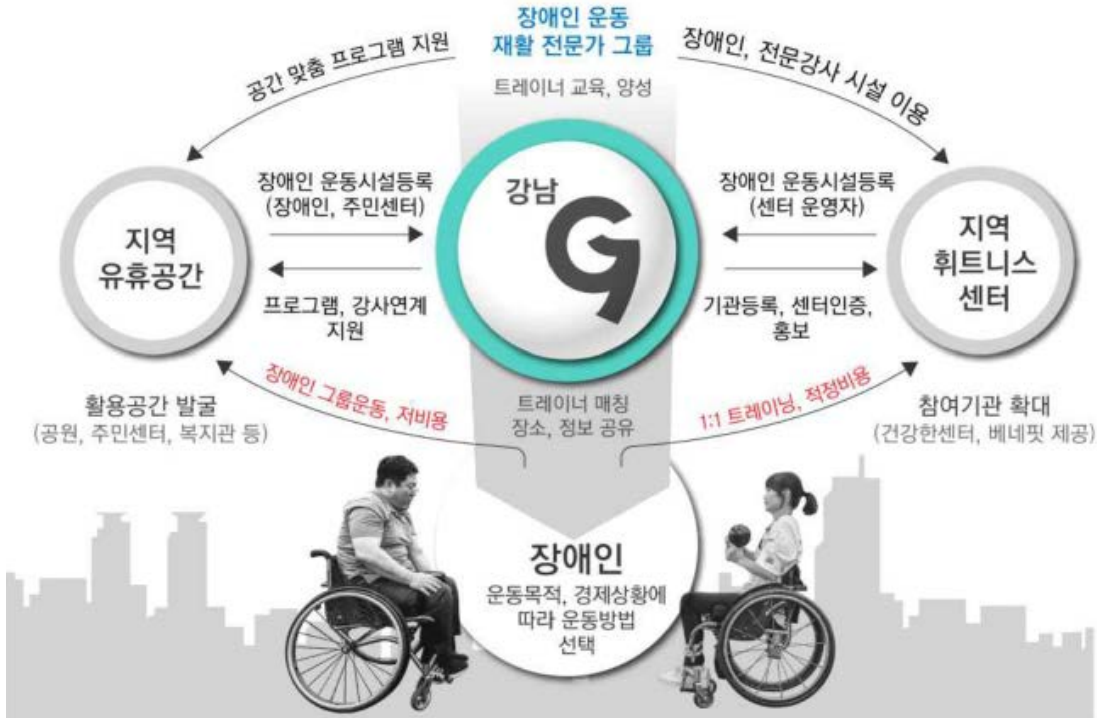 장애인 운동
재활 전문가 그룹
트레이너 교육, 양성
공간 맞춤 프로그램 지원
장애인, 전문강사 시설 이용
지역
유휴공간
장애인 운동시설등록
(장애인, 주민센터)
프로그램, 강사연계
지원
강남
G
장애인 운동시설등록
(센터 운영자)
기관등록, 센터인증,
홍보
지역
휘트니스
센터
활용공간 발굴
(공원, 주민센터, 복지관 등)
장애인 그룹운동, 저비용
트레이너 매칭
장소, 정보 공유
1:1 트레이닝, 적정비용
참여기관 확대
(건강한센터, 베네핏 제공)
장애인
운동목적, 경제상황에
따라 운동방법
선택